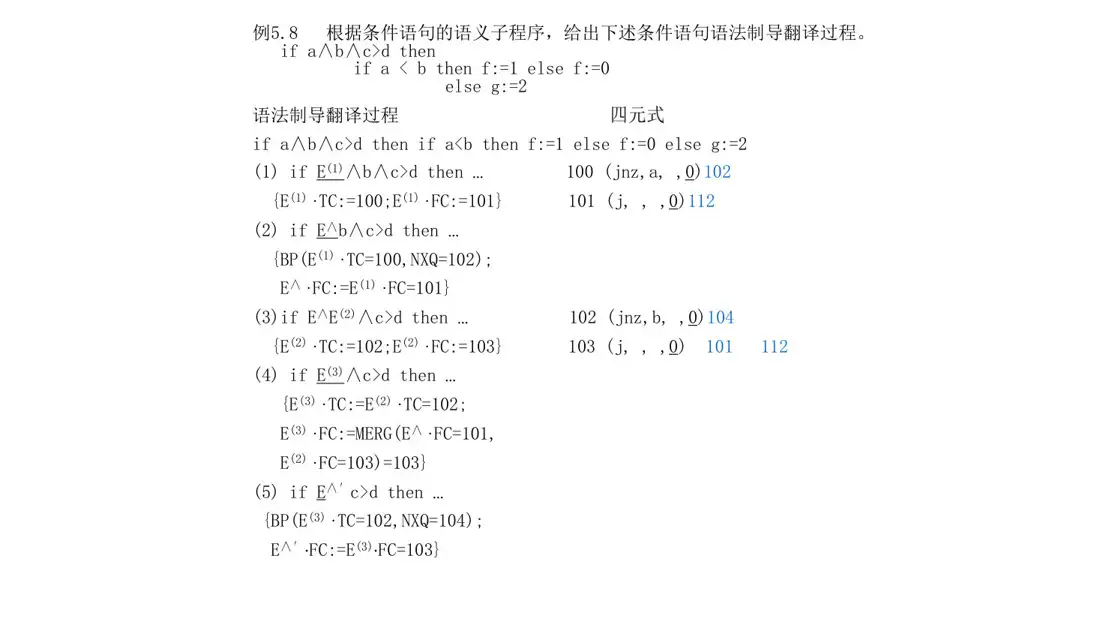 例5.8 根据条件语句的语义子程序，给出下述条件语句语法制导翻译过程。
if a∧b∧c>d then
if a < b then f:=1 else f:=0
else g:=2
语法制导翻译过程 四元式
if a∧b∧c>d then if a<b then f:=1 else f:=0 else g:=2
(1) if E⁽¹⁾∧b∧c>d then … 100 (jnz,a, ,0)102
{E⁽¹⁾·TC:=100;E⁽¹⁾·FC:=101} 101 (j, , ,0)112
(2) if E^b∧c>d then …
{BP(E⁽¹⁾·TC=100,NXQ=102);
E^·FC:=E⁽¹⁾·FC=101}
(3)if E^E⁽²⁾∧c>d then … 102 (jnz,b, ,0)104
{E⁽²⁾·TC:=102;E⁽²⁾·FC:=103} 103 (j, , ,0) 101 112
(4) if E⁽³⁾∧c>d then …
{E⁽³⁾·TC:=E⁽²⁾·TC=102;
E⁽³⁾·FC:=MERG(E^·FC=101,
E⁽²⁾·FC=103)=103}
(5) if E^′c>d then …
{BP(E⁽³⁾·TC=102,NXQ=104);
E^′·FC:=E⁽³⁾·FC=103}